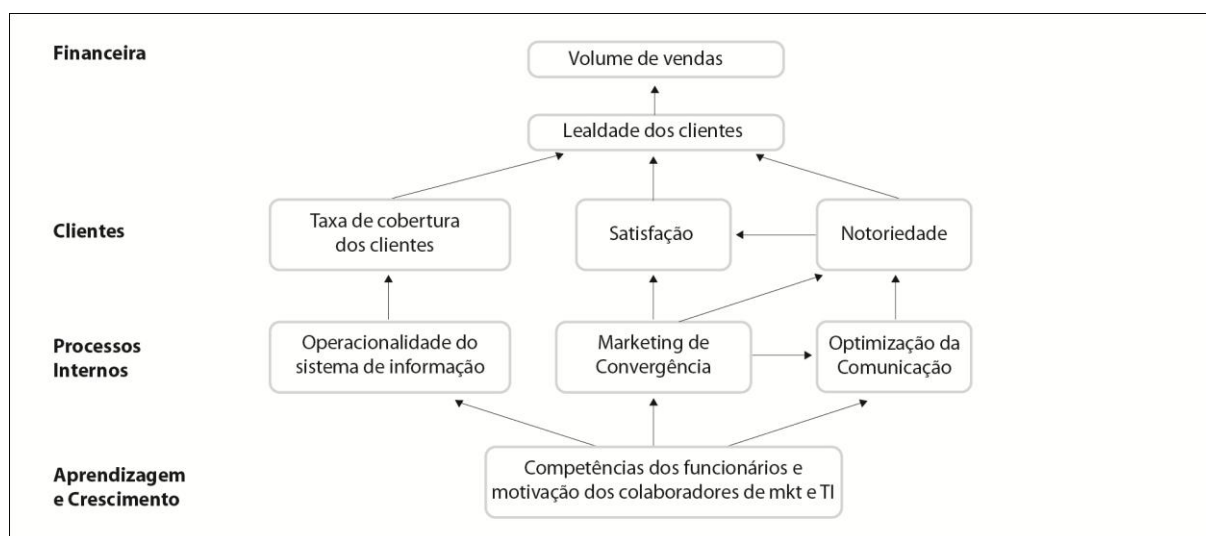 Financeira
Volume de vendas
Lealdade dos clientes
Clientes
Taxa de cobertura
dos clientes
Satisfação
Notoriedade
Processos
Internos
Operacionalidade do
sistema de informação
Marketing de
Convergência
Optimização da
Comunicação
Aprendizagem
e Crescimento
Competências dos funcionários e
motivação dos colaboradores de mkt e TI